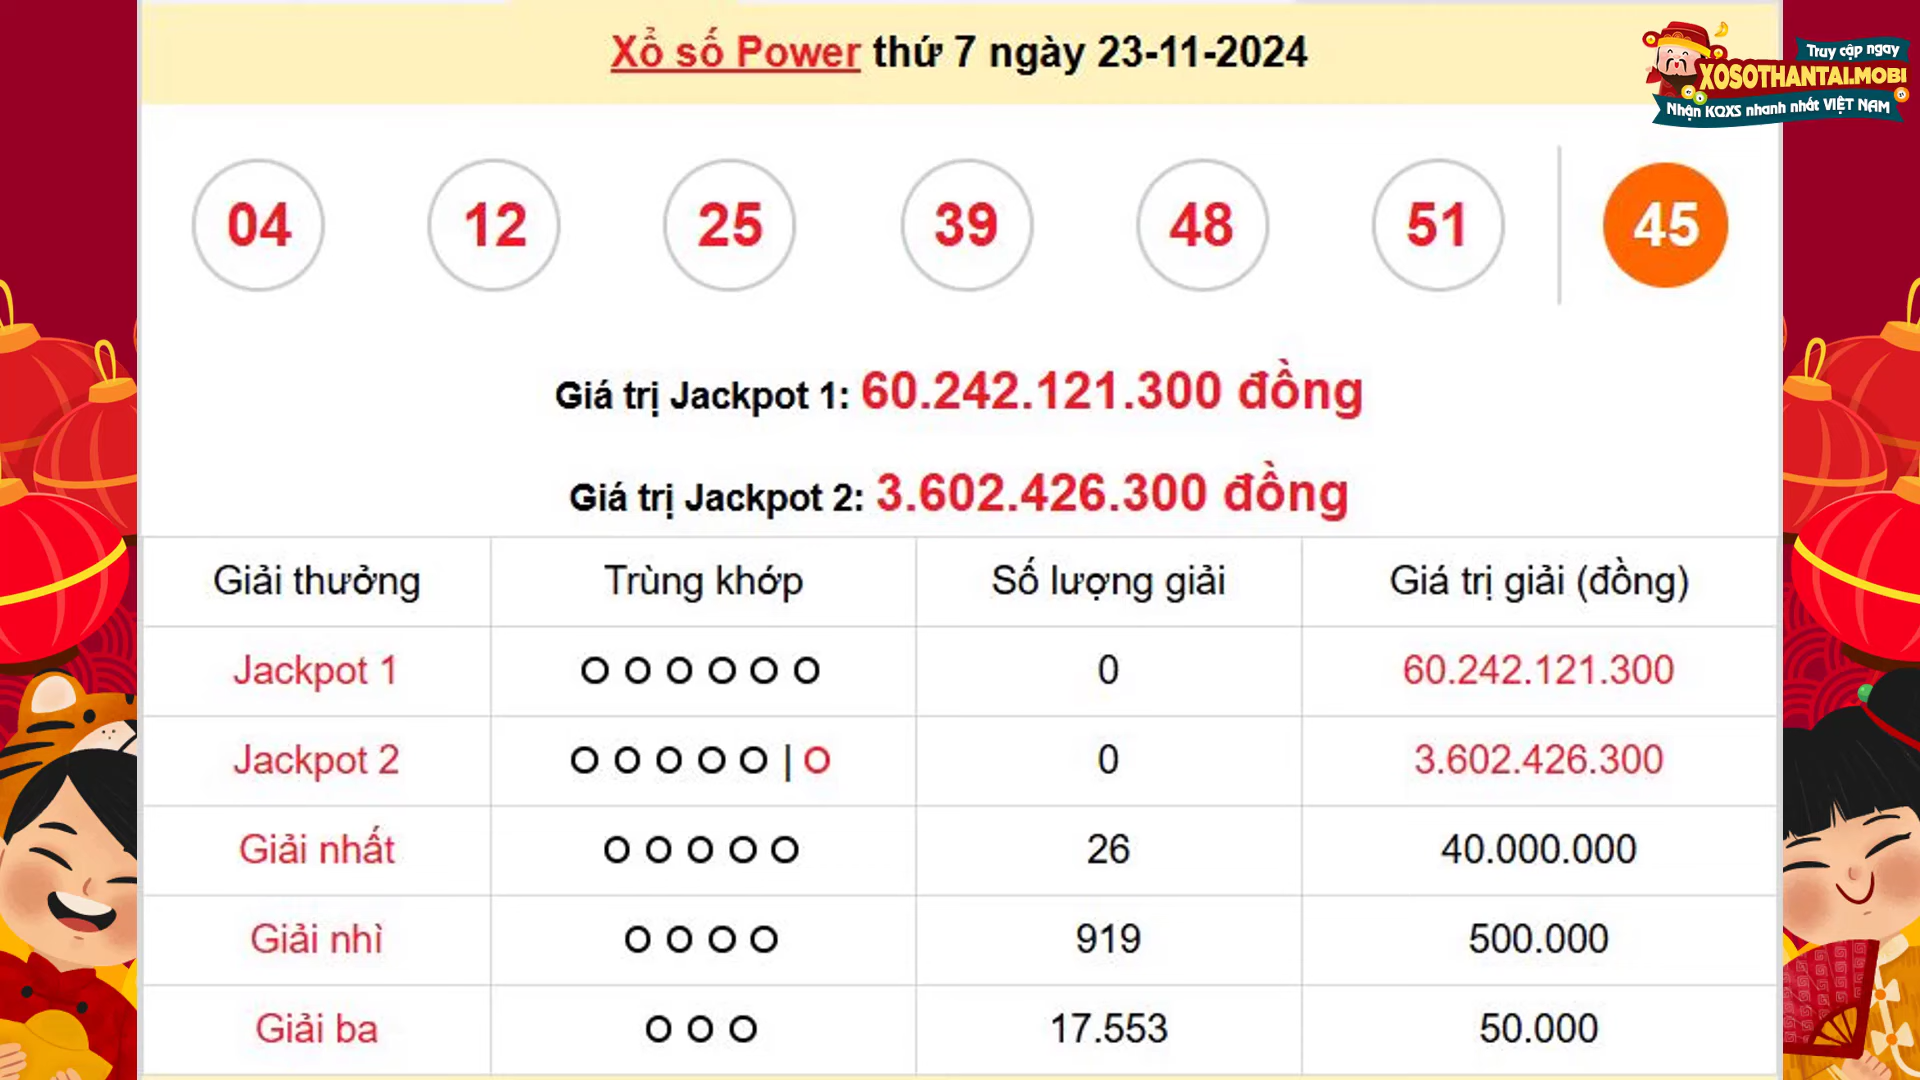 Xổ số Power thứ 7 ngày 23-11-2024
Truy cập ngay
XOSOTHANTAI.MOBI
Nhận KQXS nhanh nhất VIỆT NAM
04 12 25 39 48 51 | 45
Giá trị Jackpot 1: 60.242.121.300 đồng
Giá trị Jackpot 2: 3.602.426.300 đồng
Giải thưởng Trùng khớp Số lượng giải Giá trị giải (đồng)
Jackpot 1 O O O O O O 0 60.242.121.300
Jackpot 2 O O O O O | O 0 3.602.426.300
Giải nhất O O O O O 26 40.000.000
Giải nhì O O O O 919 500.000
Giải ba O O O 17.553 50.000